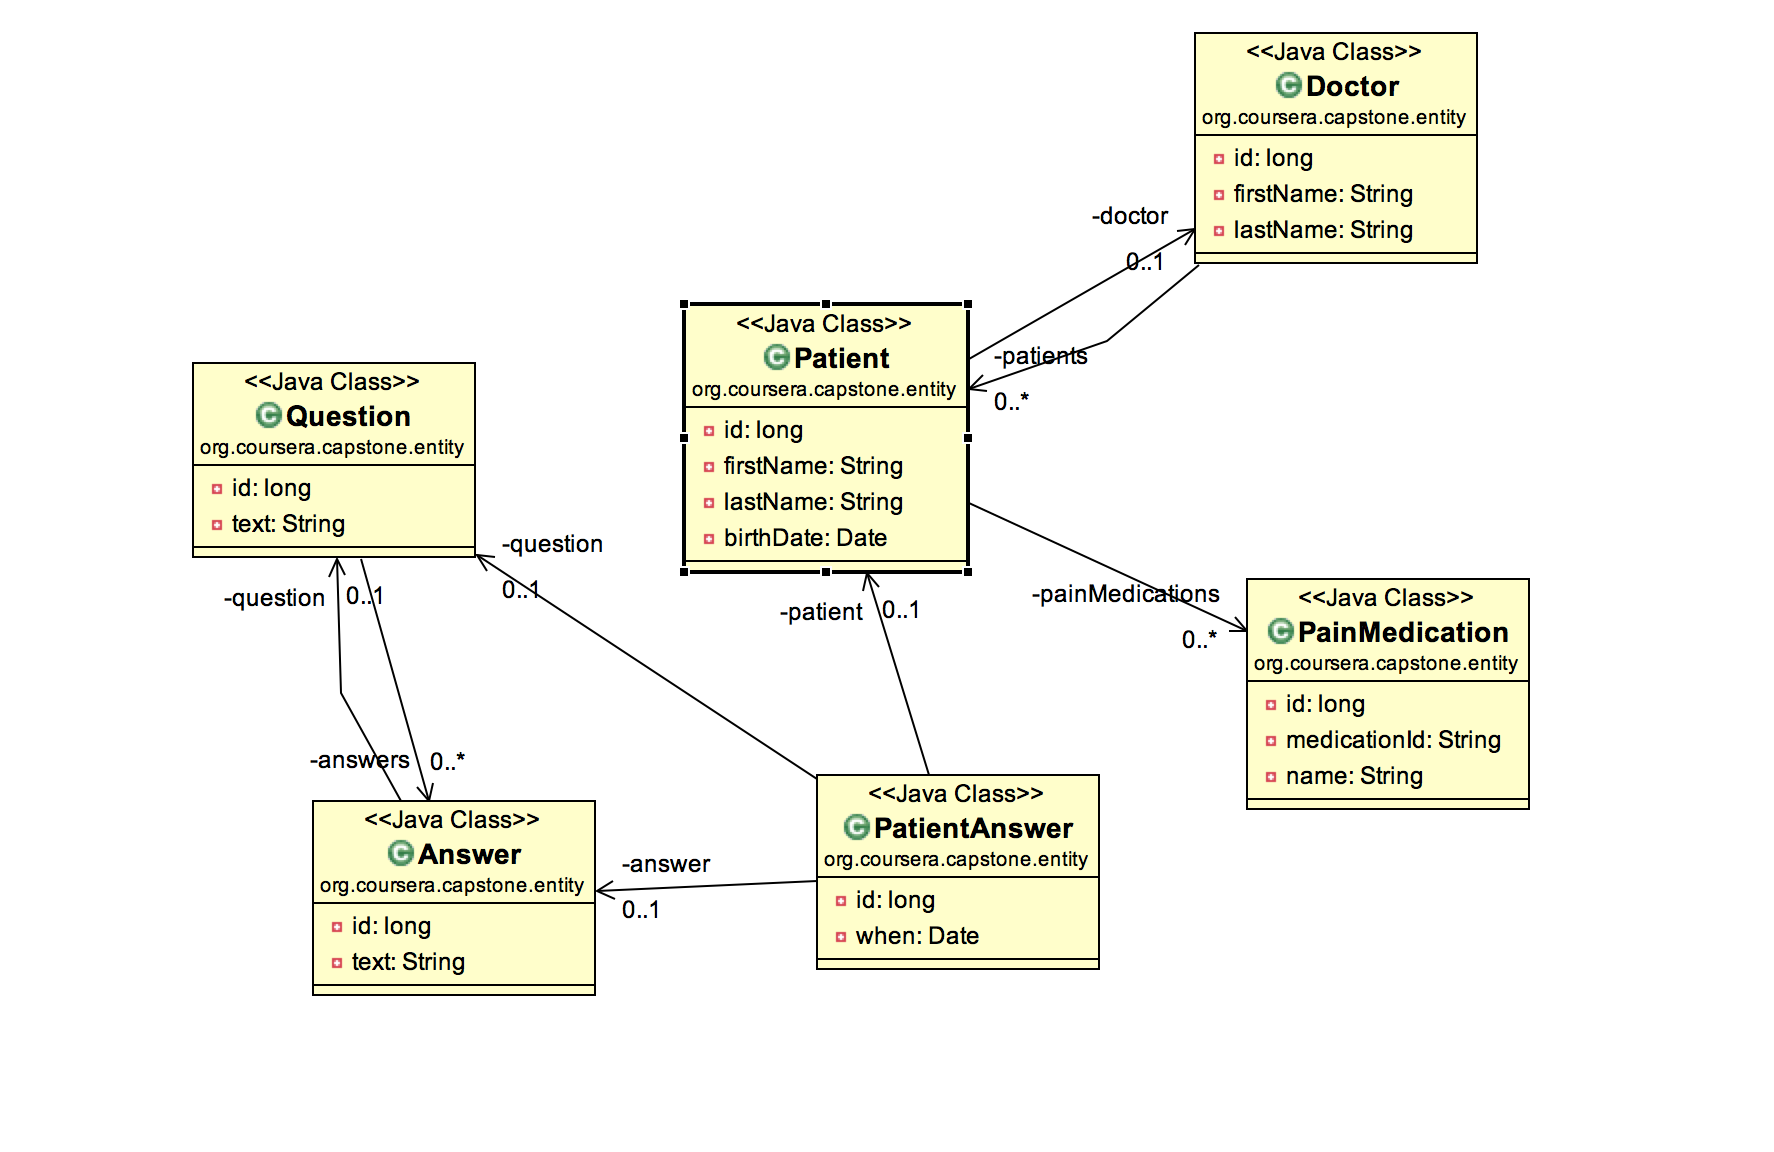 <<Java Class>>
Doctor
org.coursera.capstone.entity
id: long
firstName: String
lastName: String
-doctor
0..1
-patients
0..*
<<Java Class>>
Patient
org.coursera.capstone.entity
id: long
firstName: String
lastName: String
birthDate: Date
<<Java Class>>
Question
org.coursera.capstone.entity
id: long
text: String
-question
0..1
-question
0..1
-patient
0..1
-painMedications
0..*
<<Java Class>>
PainMedication
org.coursera.capstone.entity
id: long
medicationId: String
name: String
-answers
0..*
<<Java Class>>
Answer
org.coursera.capstone.entity
id: long
text: String
-answer
0..1
<<Java Class>>
PatientAnswer
org.coursera.capstone.entity
id: long
when: Date